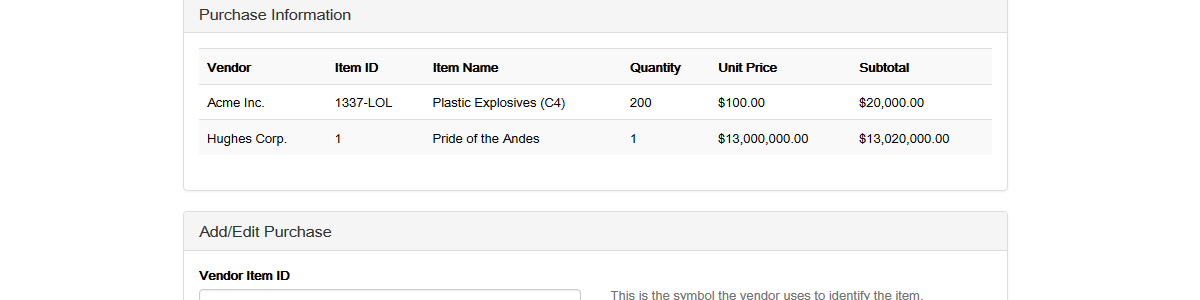 Purchase Information
Vendor Item ID Item Name Quantity Unit Price Subtotal
Acme Inc. 1337-LOL Plastic Explosives (C4) 200 $100.00 $20,000.00
Hughes Corp. 1 Pride of the Andes 1 $13,000,000.00 $13,020,000.00
Add/Edit Purchase
Vendor Item ID
This is the symbol the vendor uses to identify the item.